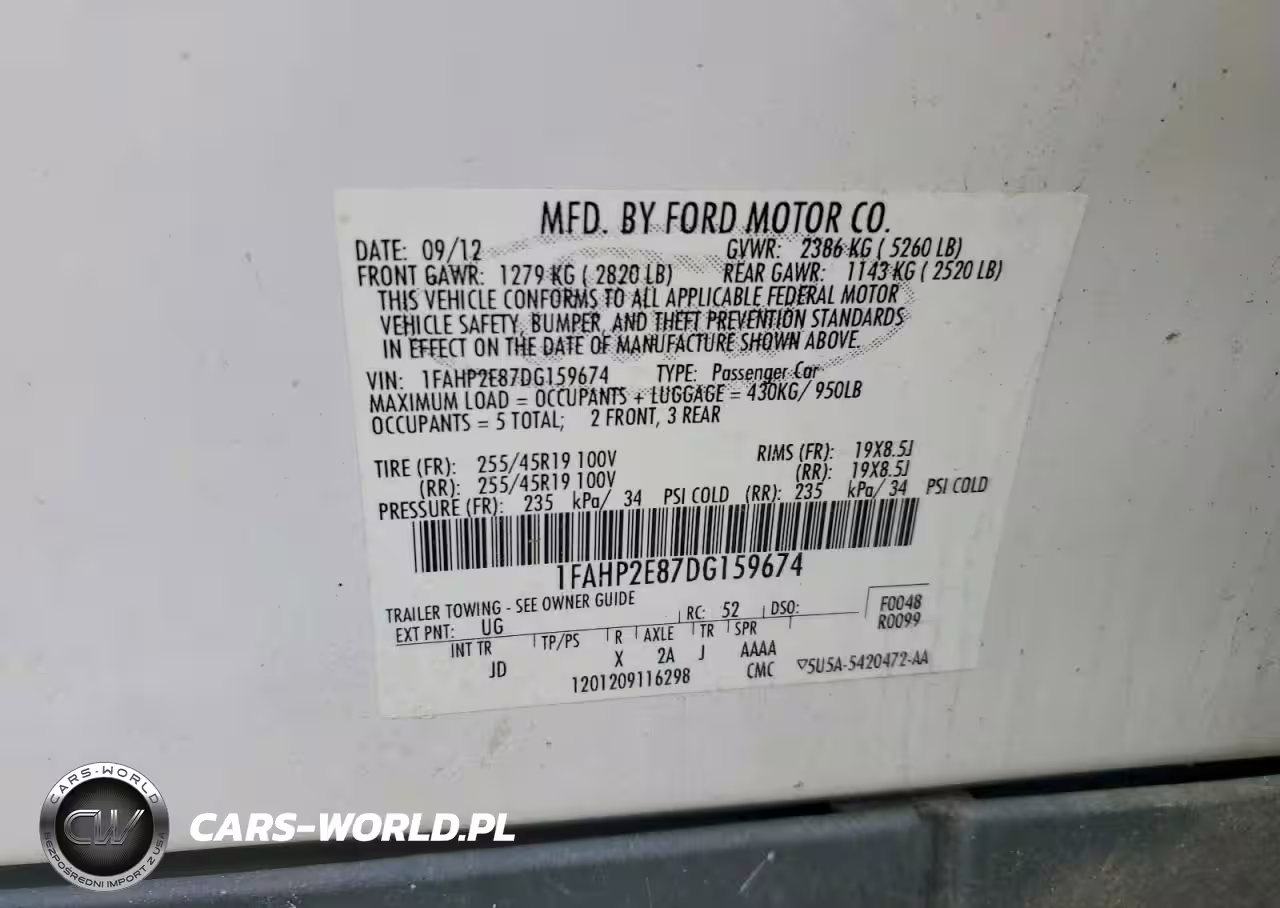 MFD. BY FORD MOTOR CO.
DATE: 09/12 GVWR: 2386 KG ( 5260 LB)
FRONT GAWR: 1279 KG ( 2820 LB) REAR GAWR: 1143 KG ( 2520 LB)
THIS VEHICLE CONFORMS TO ALL APPLICABLE FEDERAL MOTOR
VEHICLE SAFETY, BUMPER, AND THEFT PREVENTION STANDARDS
IN EFFECT ON THE DATE OF MANUFACTURE SHOWN ABOVE.
VIN: 1FAHP2E87DG159674 TYPE: Passenger Car
MAXIMUM LOAD = OCCUPANTS + LUGGAGE = 430KG/ 950LB
OCCUPANTS = 5 TOTAL; 2 FRONT, 3 REAR
TIRE (FR): 255/45R19 100V RIMS (FR): 19X8.5J
(RR): 255/45R19 100V (RR): 19X8.5J
PRESSURE (FR): 235 kPa/ 34 PSI COLD (RR): 235 kPa/ 34 PSI COLD
1FAHP2E87DG159674
TRAILER TOWING - SEE OWNER GUIDE
EXT PNT: UG RC: 52 DSO: F0048
R0099
INT TR TP/PS R AXLE TR SPR
JD X 2A J AAAA
1201209116298 CMC ▽5U5A-5420472-AA
CARS-WORLD
CW
BEZPOŚREDNI IMPORT Z USA
CARS-WORLD.PL